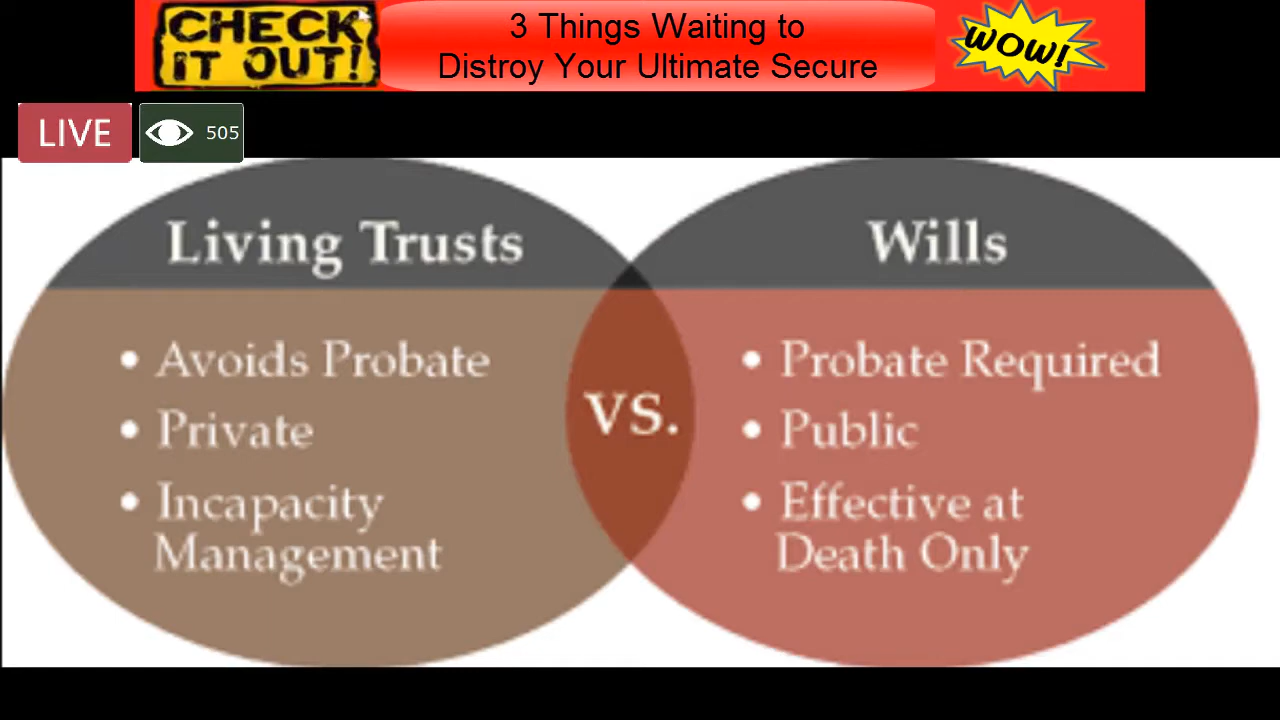 CHECK
IT OUT!
3 Things Waiting to
Distroy Your Ultimate Secure
WOW!
LIVE
505
Living Trusts
• Avoids Probate
• Private
• Incapacity
Management
vs.
Wills
• Probate Required
• Public
• Effective at
Death Only